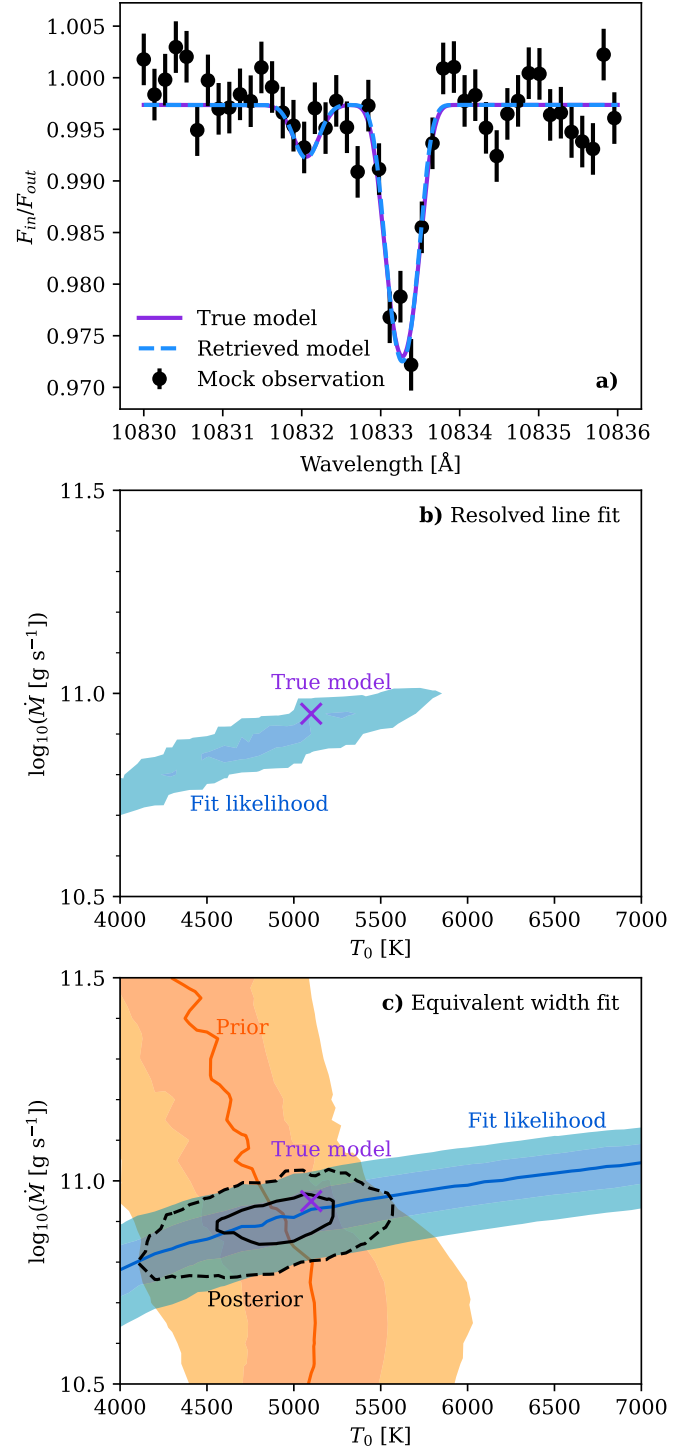 1.005
1.000
0.995
0.990
0.985
0.980
0.975
0.970
F_in/F_out
True model
Retrieved model
Mock observation
a)
10830 10831 10832 10833 10834 10835 10836
Wavelength [Å]
11.5
11.0
10.5
log₁₀(Ṁ [g s⁻¹])
b) Resolved line fit
True model
Fit likelihood
4000 4500 5000 5500 6000 6500 7000
T₀ [K]
11.5
11.0
10.5
log₁₀(Ṁ [g s⁻¹])
c) Equivalent width fit
Prior
Fit likelihood
True model
Posterior
4000 4500 5000 5500 6000 6500 7000
T₀ [K]